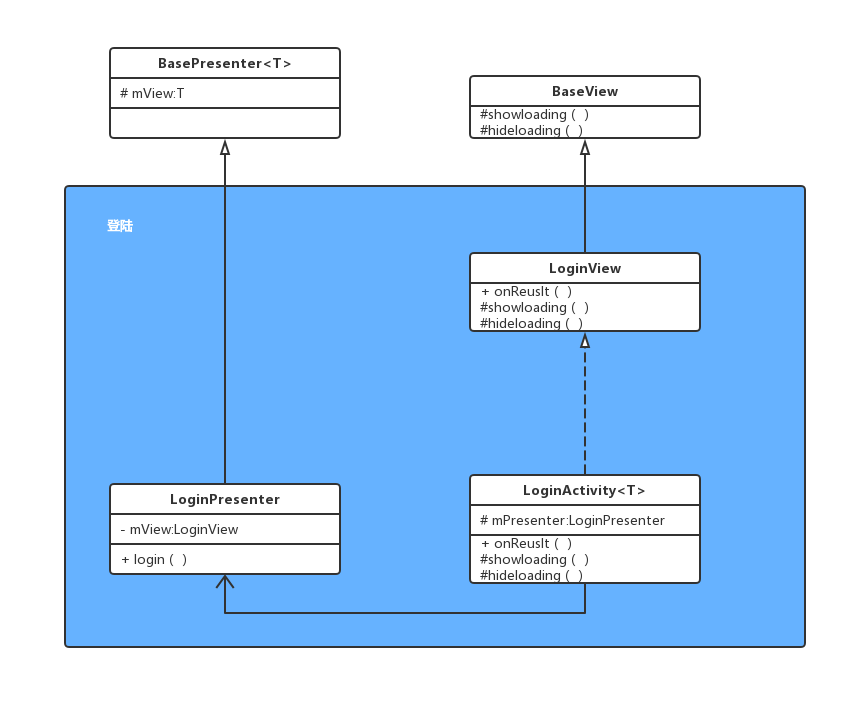 BasePresenter<T>
# mView:T
BaseView
#showloading (  )
#hideloading (  )
登陆
LoginView
+ onReuslt (  )
#showloading (  )
#hideloading (  )
LoginPresenter
- mView:LoginView
+ login (  )
LoginActivity<T>
# mPresenter:LoginPresenter
+ onReuslt (  )
#showloading (  )
#hideloading (  )